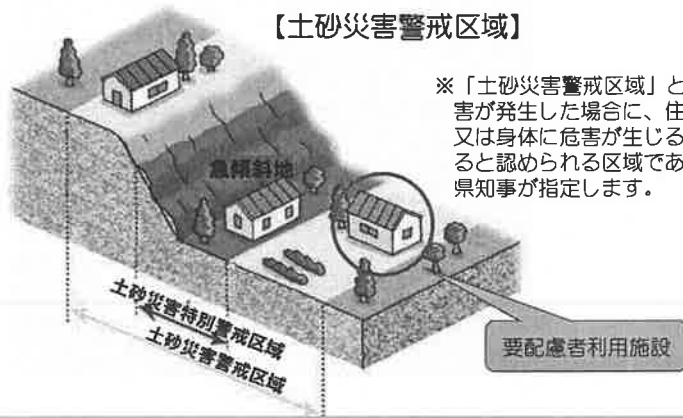 【土砂災害警戒区域】
※「土砂災害警戒区域」と
害が発生した場合に、住
又は身体に危害が生じる
ると認められる区域であ
県知事が指定します。
急傾斜地
土砂災害特別警戒区域
土砂災害警戒区域
要配慮者利用施設